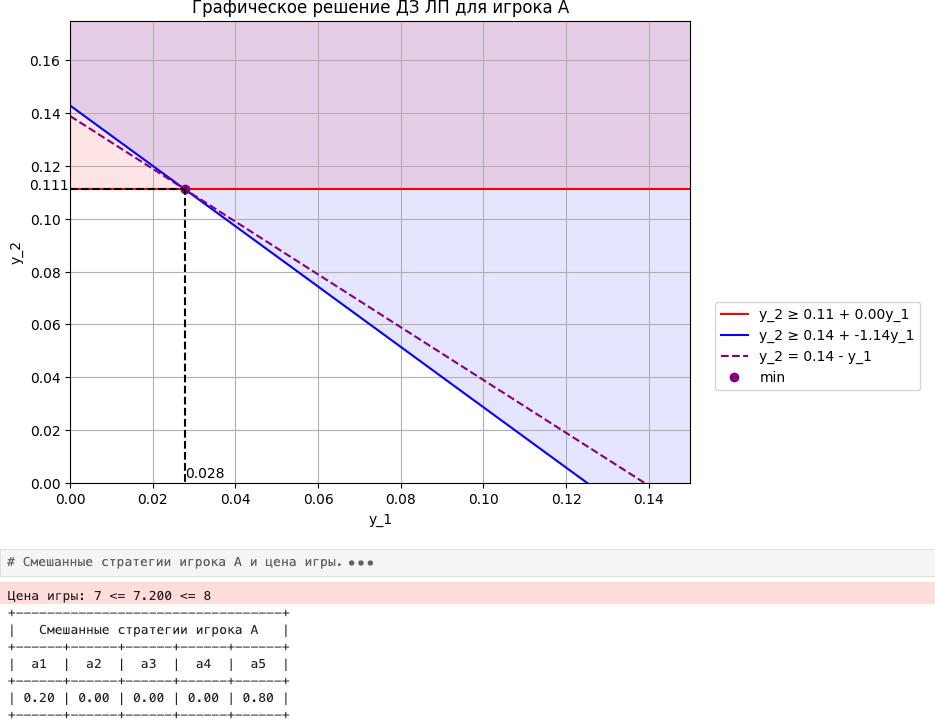 Графическое решение ДЗ ЛП для игрока А
y_2
0.16
0.14
0.12
0.111
0.10
0.08
0.06
0.04
0.02
0.00
0.028
0.00 0.02 0.04 0.06 0.08 0.10 0.12 0.14
y_1
y_2 ≥ 0.11 + 0.00y_1
y_2 ≥ 0.14 + -1.14y_1
y_2 = 0.14 - y_1
min
# Смешанные стратегии игрока А и цена игры. •••
Цена игры: 7 <= 7.200 <= 8
+----------------------------------+
| Смешанные стратегии игрока А |
+------+------+------+------+------+
| a1 | a2 | a3 | a4 | a5 |
+------+------+------+------+------+
| 0.20 | 0.00 | 0.00 | 0.00 | 0.80 |
+------+------+------+------+------+